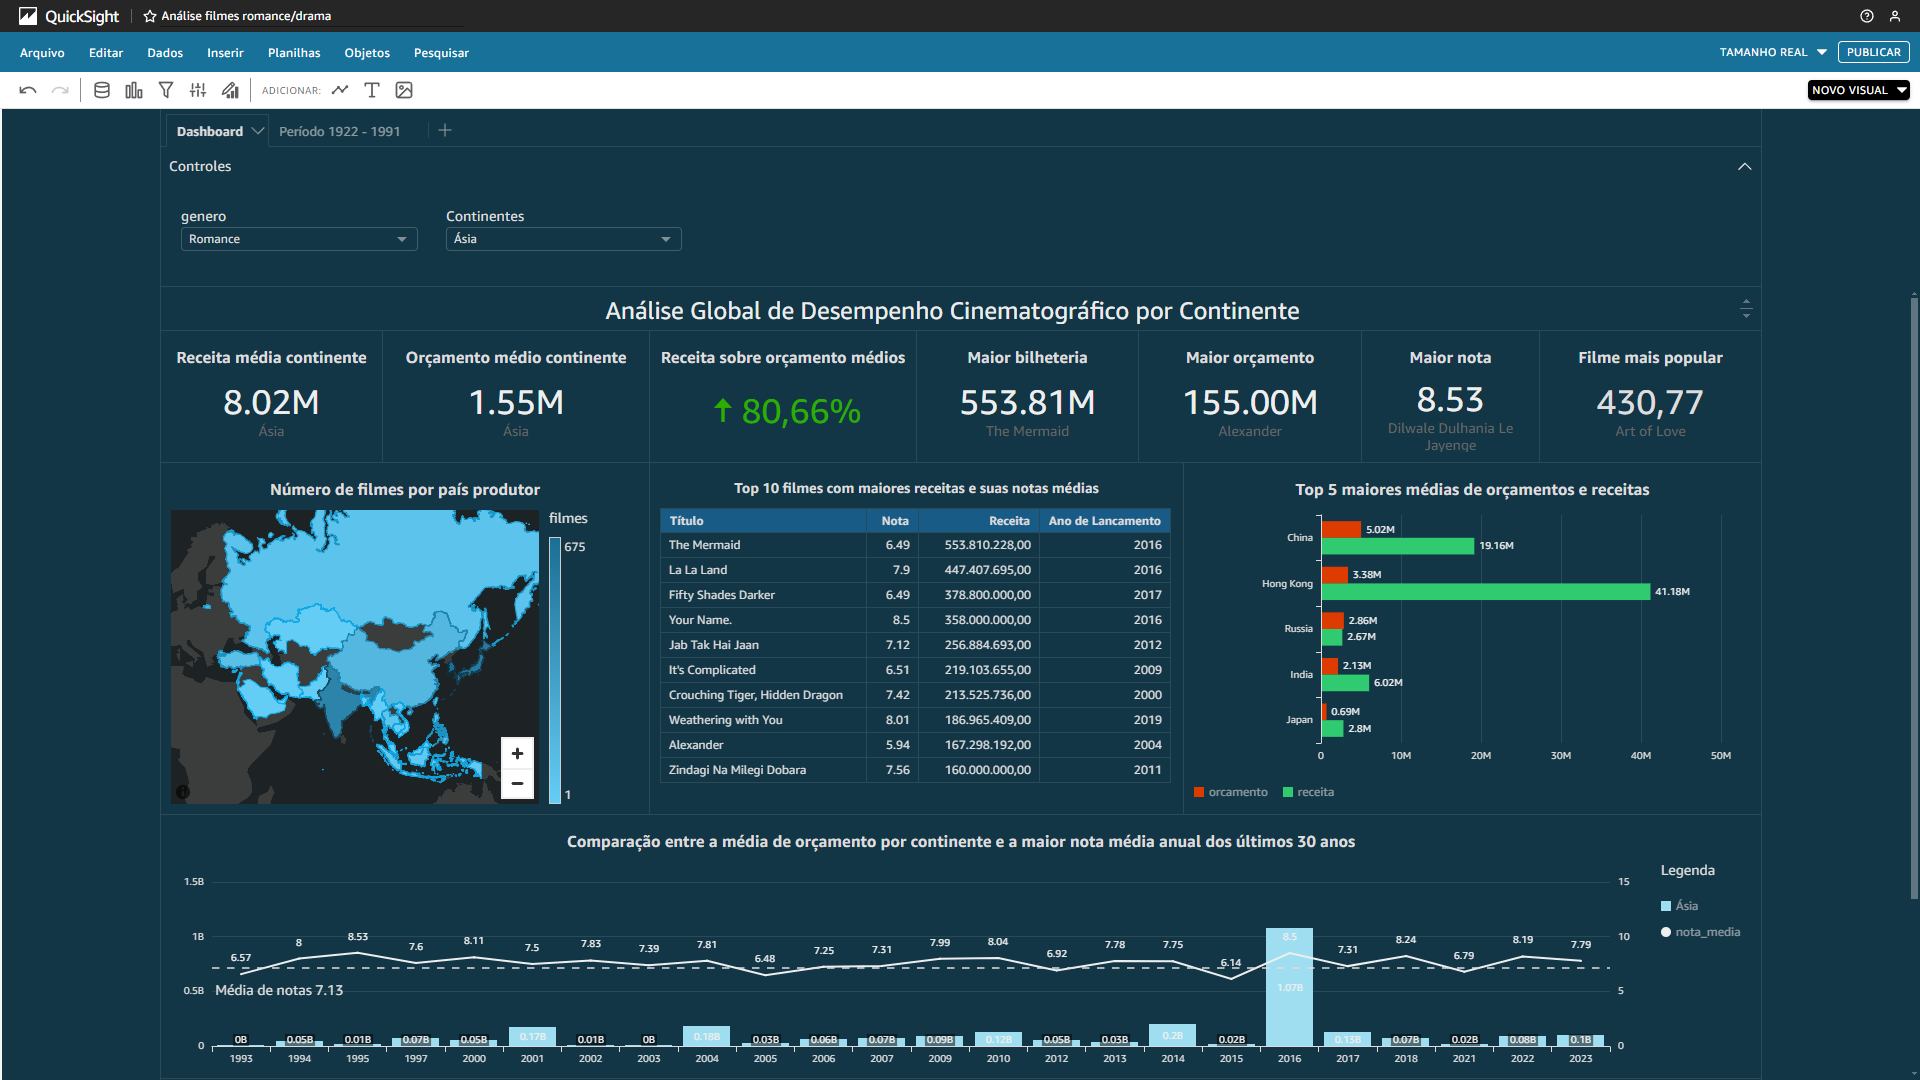 QuickSight
Análise filmes romance/drama
Arquivo Editar Dados Inserir Planilhas Objetos Pesquisar
TAMANHO REAL
PUBLICAR
ADICIONAR:
NOVO VISUAL
Dashboard
Período 1922 - 1991
Controles
genero
Romance
Continentes
Ásia
Análise Global de Desempenho Cinematográfico por Continente
Receita média continente
8.02M
Ásia
Orçamento médio continente
1.55M
Ásia
Receita sobre orçamento médios
80,66%
Maior bilheteria
553.81M
The Mermaid
Maior orçamento
155.00M
Alexander
Maior nota
8.53
Dilwale Dulhania Le
Jayenge
Filme mais popular
430,77
Art of Love
Número de filmes por país produtor
filmes
675
1
Top 10 filmes com maiores receitas e suas notas médias
Título Nota Receita Ano de Lancamento
The Mermaid 6.49 553.810.228,00 2016
La La Land 7.9 447.407.695,00 2016
Fifty Shades Darker 6.49 378.800.000,00 2017
Your Name. 8.5 358.000.000,00 2016
Jab Tak Hai Jaan 7.12 256.884.693,00 2012
It's Complicated 6.51 219.103.655,00 2009
Crouching Tiger, Hidden Dragon 7.42 213.525.736,00 2000
Weathering with You 8.01 186.965.409,00 2019
Alexander 5.94 167.298.192,00 2004
Zindagi Na Milegi Dobara 7.56 160.000.000,00 2011
Top 5 maiores médias de orçamentos e receitas
China 5.02M
19.16M
Hong Kong 3.38M
41.18M
Russia 2.86M
2.67M
India 2.13M
6.02M
Japan 0.69M
2.8M
0 10M 20M 30M 40M 50M
orcamento receita
Comparação entre a média de orçamento por continente e a maior nota média anual dos últimos 30 anos
1.5B
1B
0.5B
0
6.57 8 8.53 7.6 8.11 7.5 7.83 7.39 7.81 6.48 7.25 7.31 7.99 8.04 6.92 7.78 7.75 6.14 8.5 7.31 8.24 6.79 8.19 7.79
Média de notas 7.13
0B 0.05B 0.01B 0.07B 0.05B 0.17B 0.01B 0B 0.18B 0.03B 0.06B 0.07B 0.09B 0.12B 0.05B 0.03B 0.2B 0.02B 1.07B 0.13B 0.07B 0.02B 0.08B 0.1B
1993 1994 1995 1997 2000 2001 2002 2003 2004 2005 2006 2007 2009 2010 2012 2013 2014 2015 2016 2017 2018 2021 2022 2023
15
10
5
0
Legenda
Ásia
nota_media